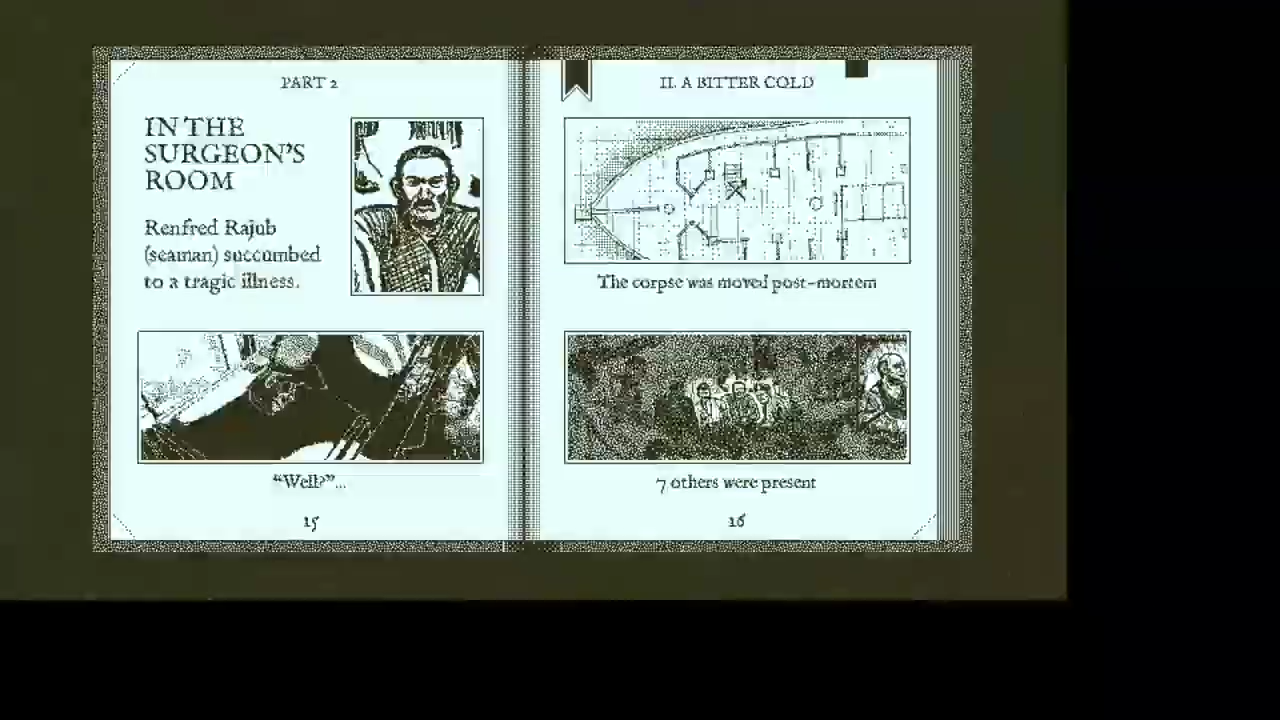 PART 2
IN THE
SURGEON'S
ROOM
Renfred Rajub
(seaman) succumbed
to a tragic illness.
"Well?"...
15
II. A BITTER COLD
The corpse was moved post-mortem
7 others were present
16